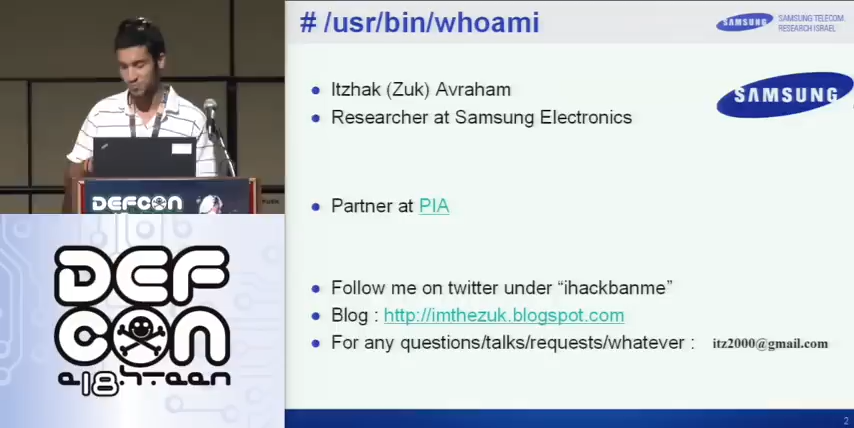 # /usr/bin/whoami
SAMSUNG
SAMSUNG TELECOM
RESEARCH ISRAEL
Itzhak (Zuk) Avraham
Researcher at Samsung Electronics
SAMSUNG
Partner at PIA
Follow me on twitter under “ihackbanme”
Blog : http://imthezuk.blogspot.com
For any questions/talks/requests/whatever : itz2000@gmail.com
2
DEFCON
DEF
CON
e18hteen